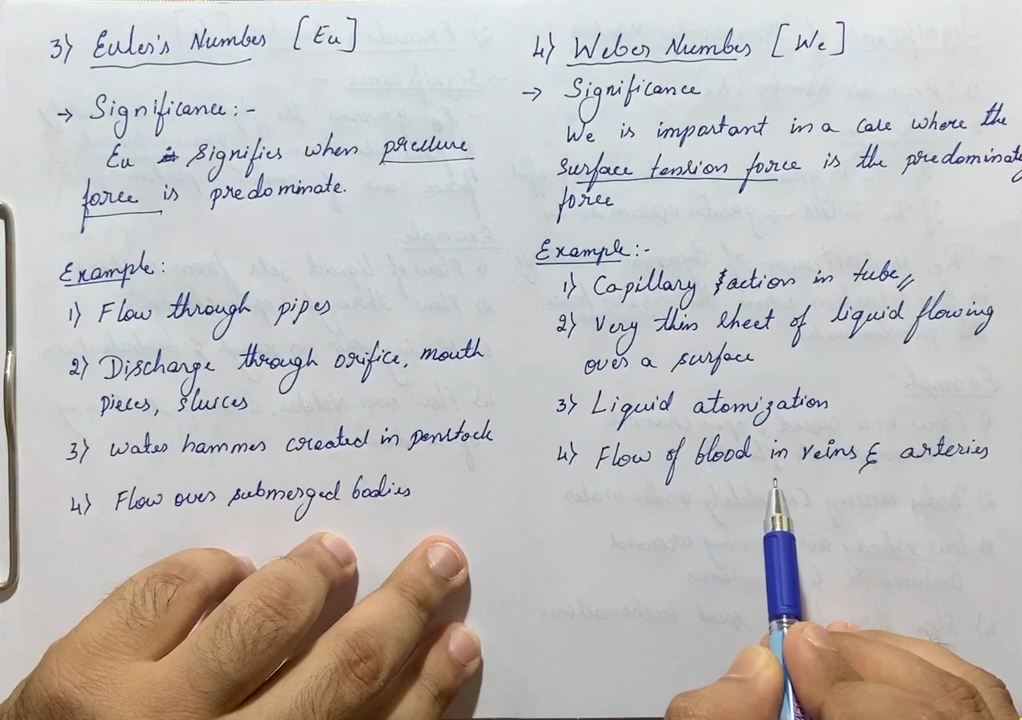 3) Euler's Number [Eu]
→ Significance:-
Eu is Signifies when pressure
force is predominate.
Example:
1) Flow through pipes
2) Discharge through orifice, mouth
pieces, sluices
3) water hammer created in penstock
4) Flow over submerged bodies
4) Weber Number [We]
→ Significance
We is important in a case where the
Surface tension force is the predominate
force
Example:-
1) Capillary action in tube,,
2) Very thin sheet of liquid flowing
over a surface
3) Liquid atomization
4) Flow of blood in veins & arteries